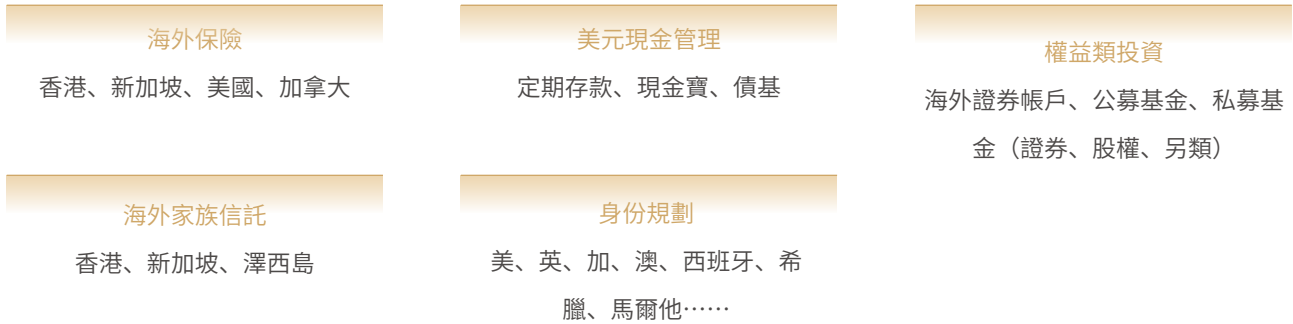 海外保險
香港、新加坡、美國、加拿大
美元現金管理
定期存款、現金寶、債基
權益類投資
海外證券帳戶、公募基金、私募基
金（證券、股權、另類）
海外家族信託
香港、新加坡、澤西島
身份規劃
美、英、加、澳、西班牙、希
臘、馬爾他⋯⋯